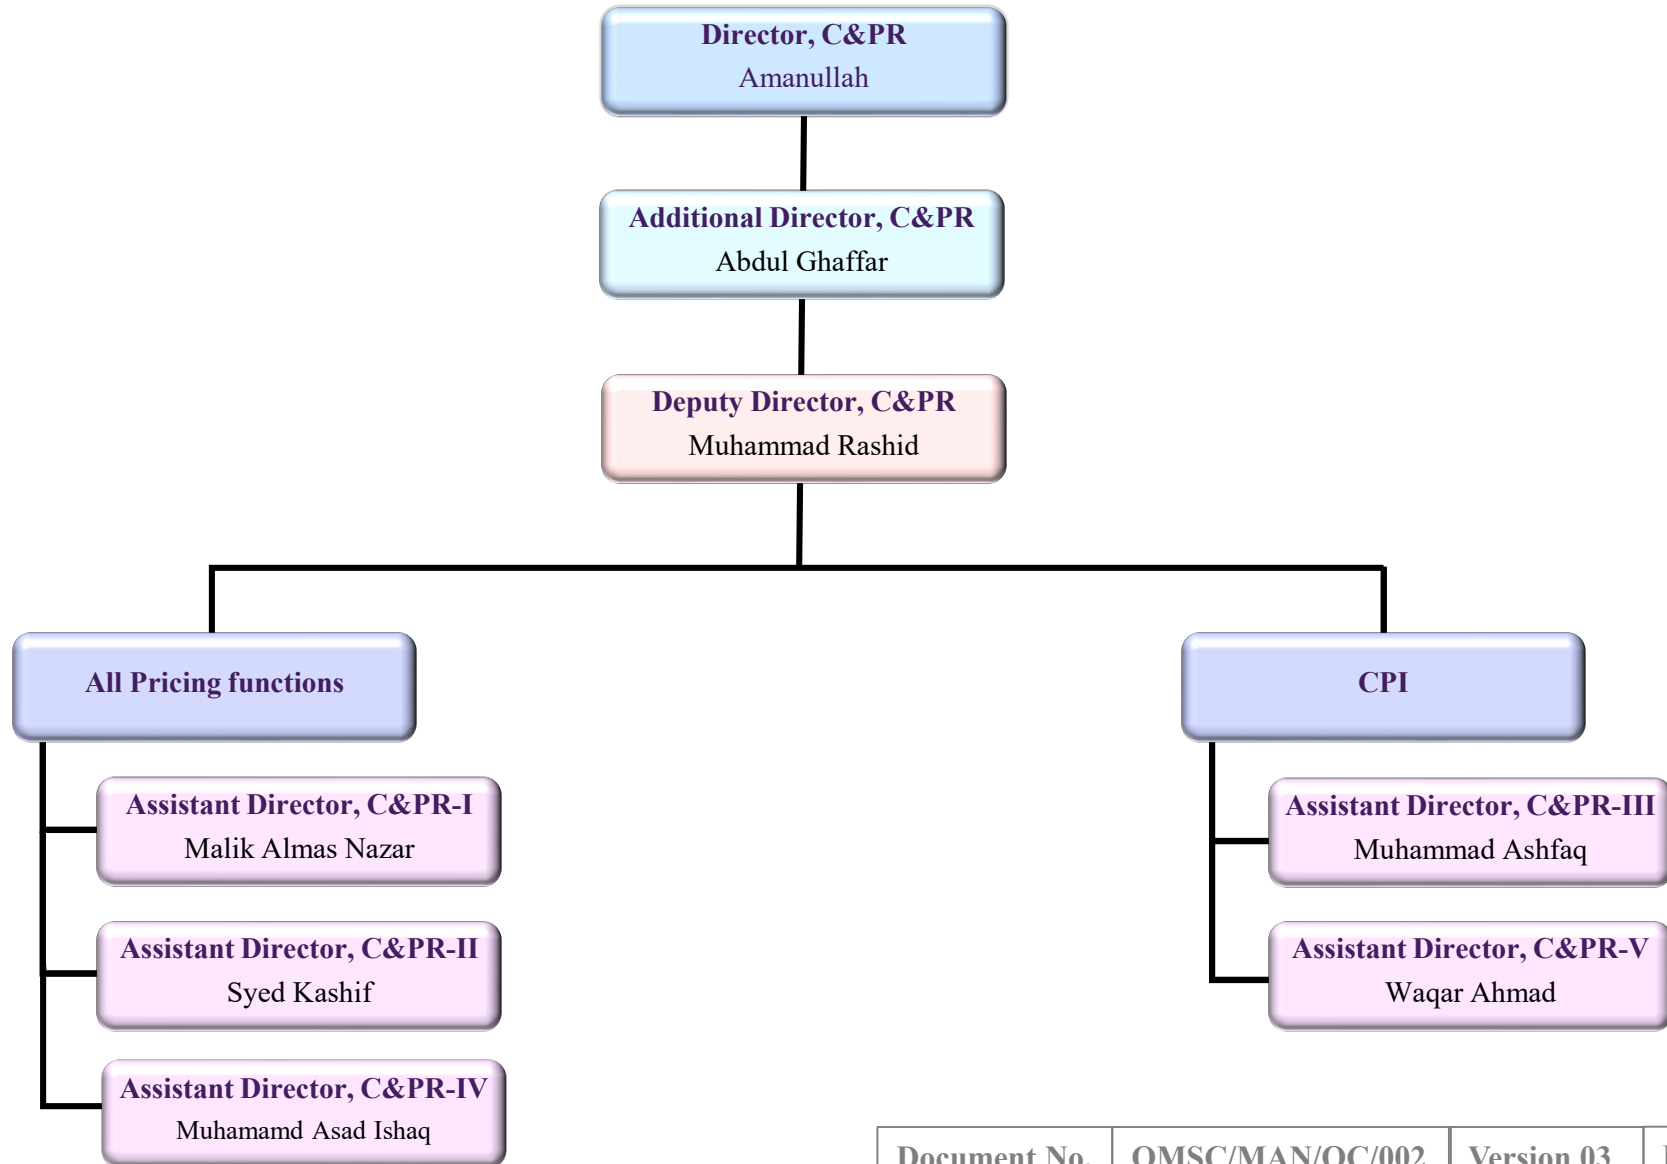 Director, C&PR
Amanullah
Additional Director, C&PR
Abdul Ghaffar
Deputy Director, C&PR
Muhammad Rashid
All Pricing functions
CPI
Assistant Director, C&PR-I
Malik Almas Nazar
Assistant Director, C&PR-II
Syed Kashif
Assistant Director, C&PR-IV
Muhamamd Asad Ishaq
Assistant Director, C&PR-III
Muhammad Ashfaq
Assistant Director, C&PR-V
Waqar Ahmad
Document No. QMSC/MAN/OC/002 Version 03